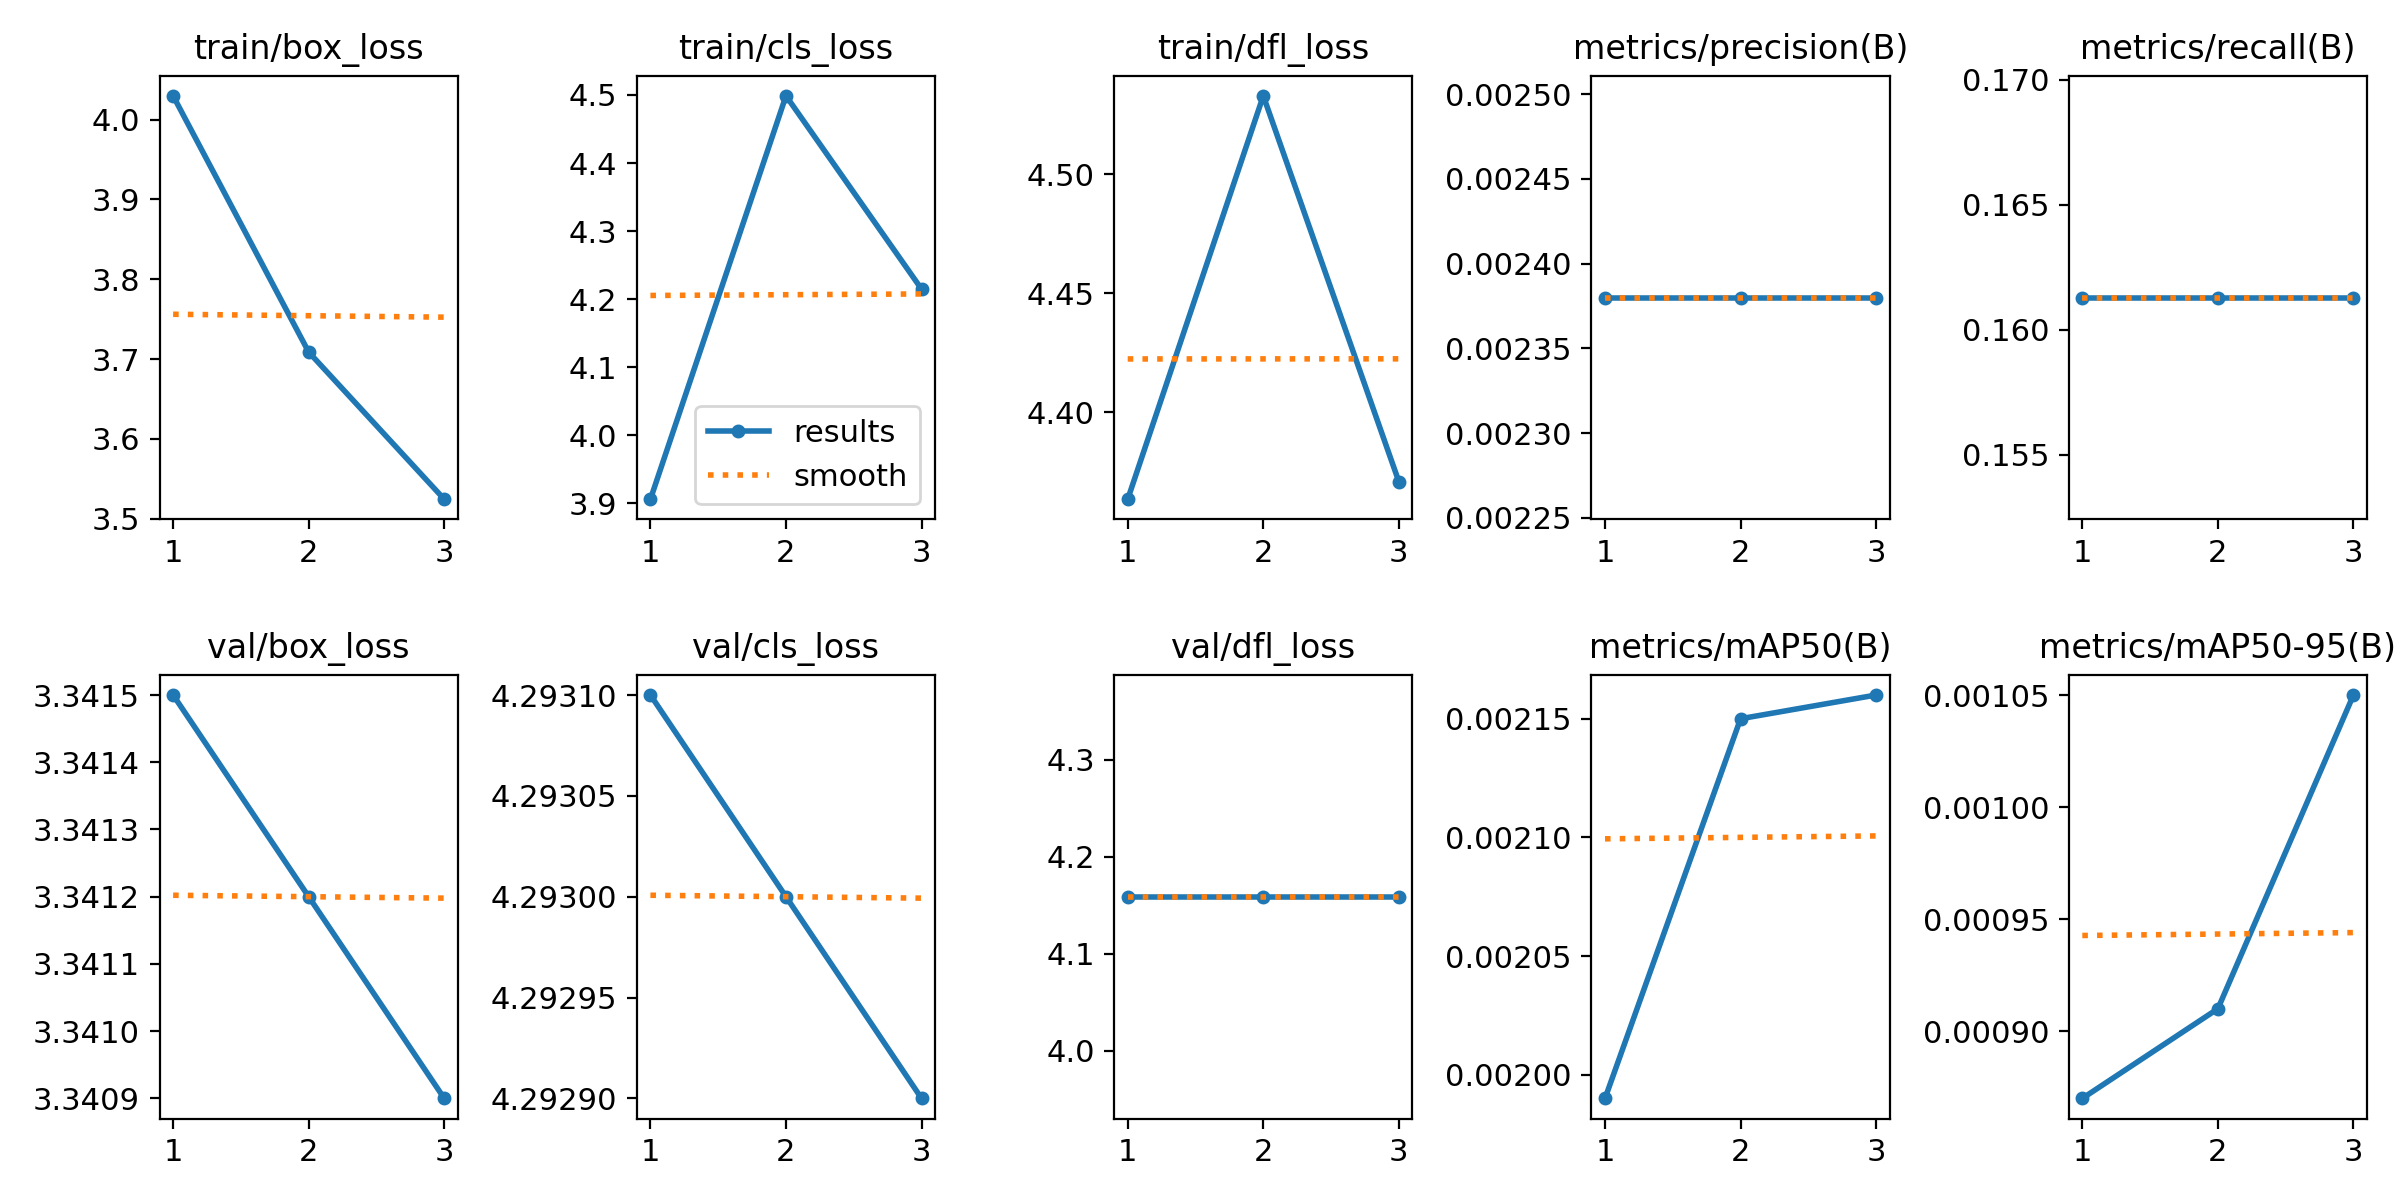 train/box_loss
4.0
3.9
3.8
3.7
3.6
3.5
1 2 3
train/cls_loss
4.5
4.4
4.3
4.2
4.1
4.0
3.9
results
smooth
1 2 3
train/dfl_loss
4.50
4.45
4.40
1 2 3
metrics/precision(B)
0.00250
0.00245
0.00240
0.00235
0.00230
0.00225
1 2 3
metrics/recall(B)
0.170
0.165
0.160
0.155
1 2 3
val/box_loss
3.3415
3.3414
3.3413
3.3412
3.3411
3.3410
3.3409
1 2 3
val/cls_loss
4.29310
4.29305
4.29300
4.29295
4.29290
1 2 3
val/dfl_loss
4.3
4.2
4.1
4.0
1 2 3
metrics/mAP50(B)
0.00215
0.00210
0.00205
0.00200
1 2 3
metrics/mAP50-95(B)
0.00105
0.00100
0.00095
0.00090
1 2 3